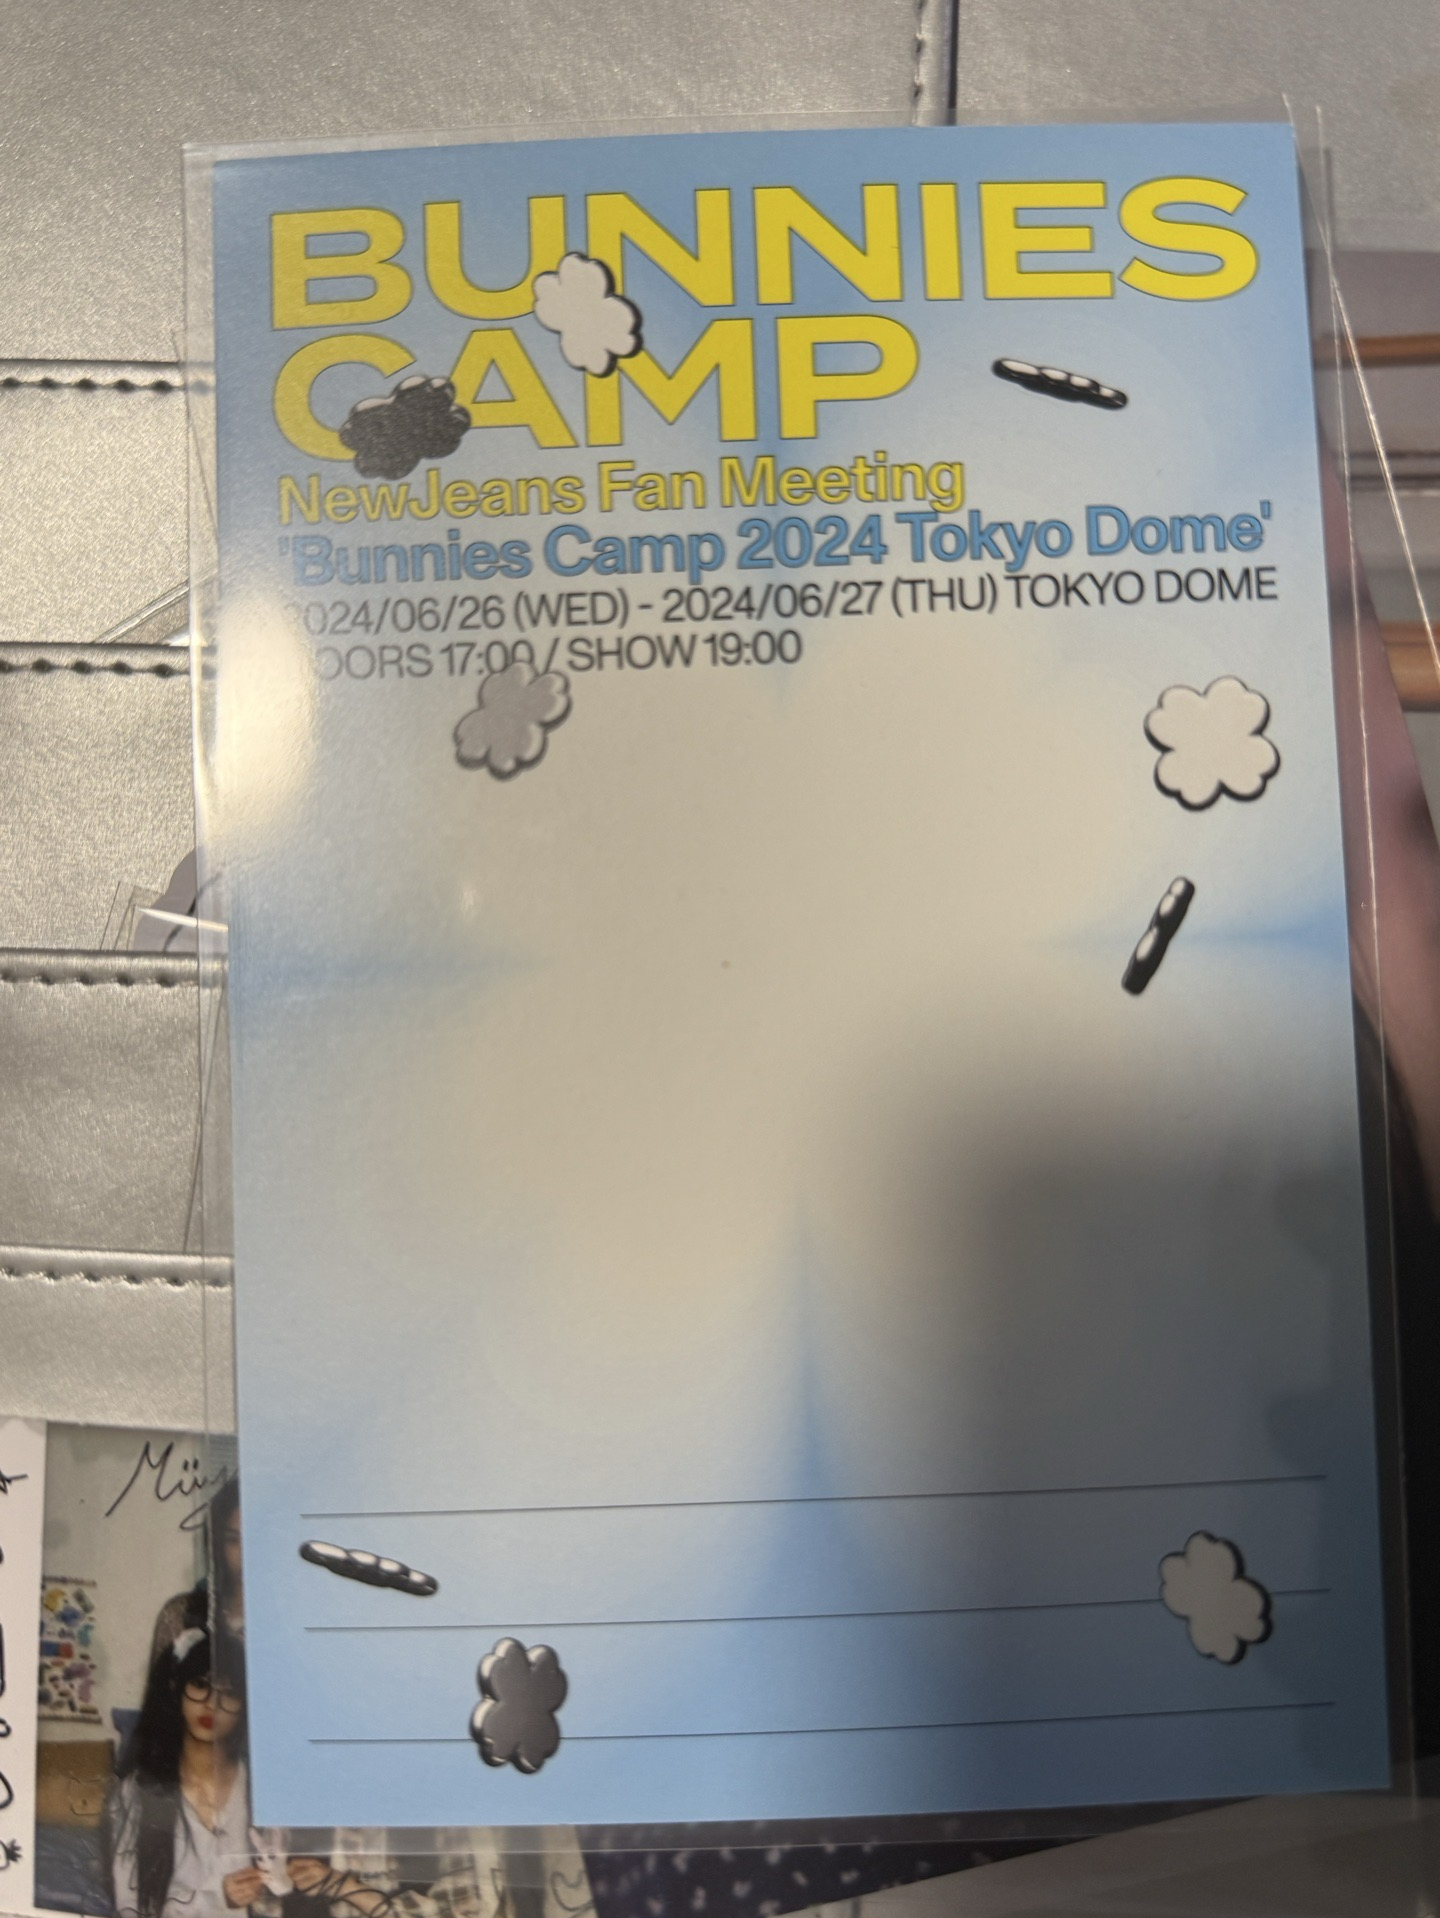 BUNNIES
CAMP
NewJeans Fan Meeting
'Bunnies Camp 2024 Tokyo Dome'
2024/06/26 (WED) - 2024/06/27 (THU) TOKYO DOME
DOORS 17:00 / SHOW 19:00